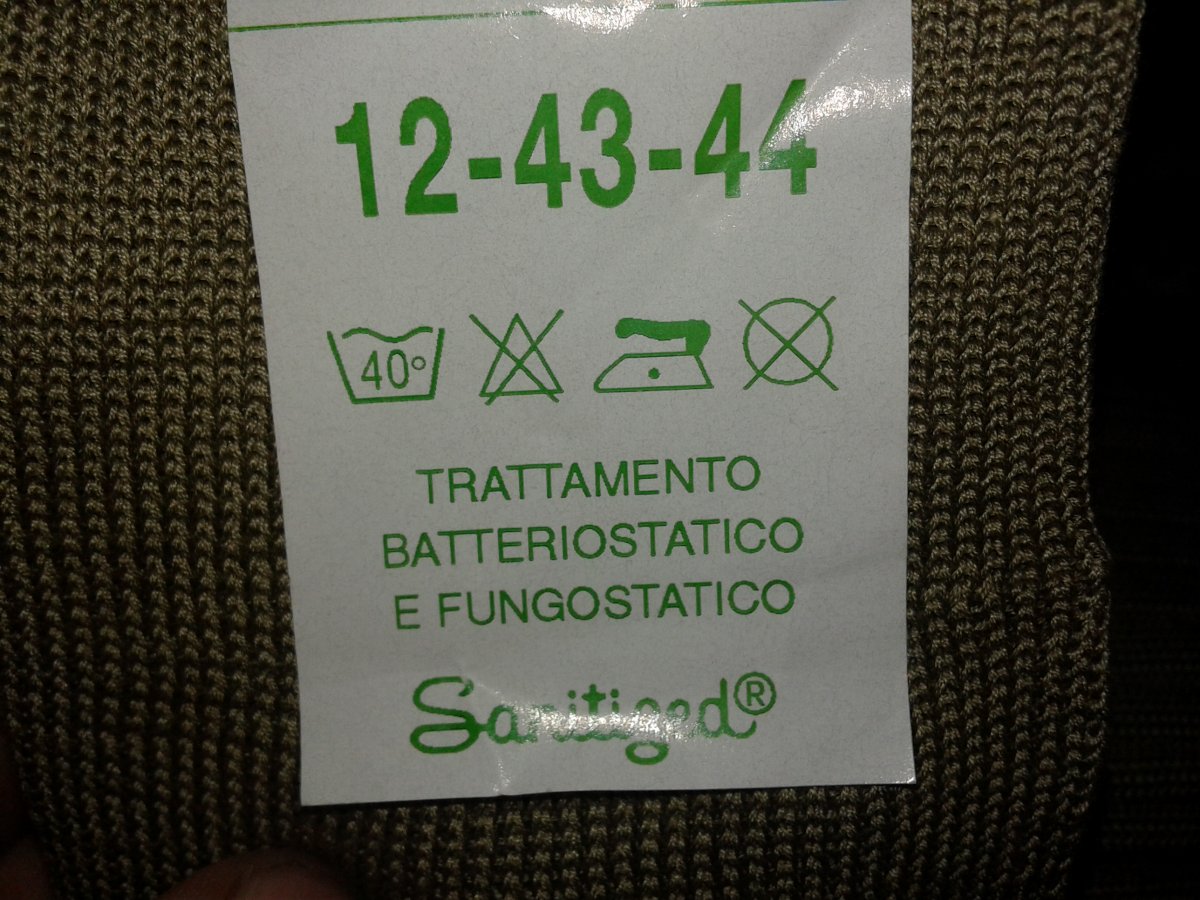 12-43-44
40°
TRATTAMENTO
BATTERIOSTATICO
E FUNGOSTATICO
Sanitized®